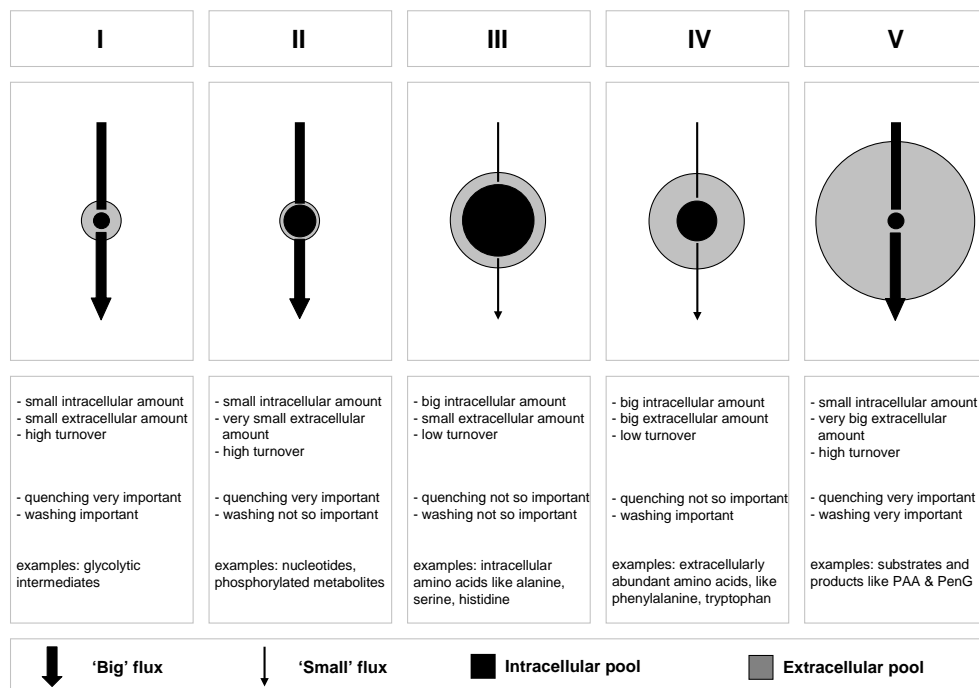 I
II
III
IV
V
- small intracellular amount
- small extracellular amount
- high turnover
- quenching very important
- washing important
examples: glycolytic
intermediates
- small intracellular amount
- very small extracellular
amount
- high turnover
- quenching very important
- washing not so important
examples: nucleotides,
phosphorylated metabolites
- big intracellular amount
- small extracellular amount
- low turnover
- quenching not so important
- washing not so important
examples: intracellular
amino acids like alanine,
serine, histidine
- big intracellular amount
- big extracellular amount
- low turnover
- quenching not so important
- washing important
examples: extracellularly
abundant amino acids, like
phenylalanine, tryptophan
- small intracellular amount
- very big extracellular
amount
- high turnover
- quenching very important
- washing very important
examples: substrates and
products like PAA & PenG
‘Big’ flux
‘Small’ flux
Intracellular pool
Extracellular pool